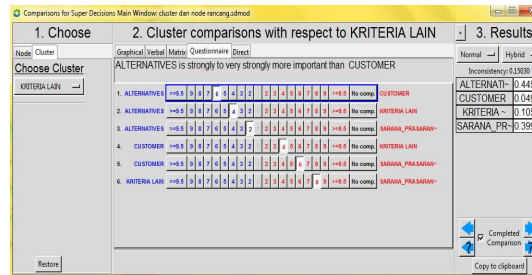 Comparisons for Super Decisions Main Window: cluster dan node rancang.sdmod
1. Choose
Node Cluster
Choose Cluster
KRITERIA LAIN
Restore
2. Cluster comparisons with respect to KRITERIA LAIN
Graphical Verbal Matrix Questionnaire Direct
ALTERNATIVES is strongly to very strongly more important than CUSTOMER
1. ALTERNATIVES >=9.5 9 8 7 6 5 4 3 2 2 3 4 5 6 7 8 9 >=9.5 No comp. CUSTOMER
2. ALTERNATIVES >=9.5 9 8 7 6 5 4 3 2 2 3 4 5 6 7 8 9 >=9.5 No comp. KRITERIA LAIN
3. ALTERNATIVES >=9.5 9 8 7 6 5 4 3 2 2 3 4 5 6 7 8 9 >=9.5 No comp. SARANA_PRASARAN~
4. CUSTOMER >=9.5 9 8 7 6 5 4 3 2 2 3 4 5 6 7 8 9 >=9.5 No comp. KRITERIA LAIN
5. CUSTOMER >=9.5 9 8 7 6 5 4 3 2 2 3 4 5 6 7 8 9 >=9.5 No comp. SARANA_PRASARAN~
6. KRITERIA LAIN >=9.5 9 8 7 6 5 4 3 2 2 3 4 5 6 7 8 9 >=9.5 No comp. SARANA_PRASARAN~
3. Results
Normal Hybrid
Inconsistency: 0.15030
ALTERNATI~ 0.445
CUSTOMER 0.049
KRITERIA ~ 0.105
SARANA_PR~ 0.399
Completed
Comparison
Copy to clipboard